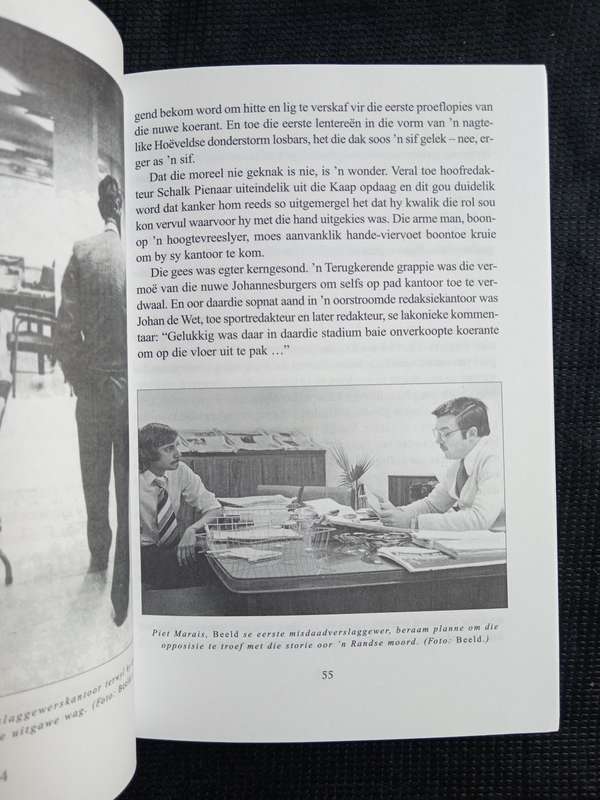 slaggewerskantoor terwyl
e uitgawe wag. (Foto: Beeld
4
gend bekom word om hitte en lig te verskaf vir die eerste proeflopies van
die nuwe koerant. En toe die eerste lentereën in die vorm van ’n nagte-
like Hoëveldse donderstorm losbars, het die dak soos ’n sif gelek – nee, er-
ger as ’n sif.
Dat die moreel nie geknak is nie, is ’n wonder. Veral toe hoofredak-
teur Schalk Pienaar uiteindelik uit die Kaap opdaag en dit gou duidelik
word dat kanker hom reeds so uitgemergel het dat hy kwalik die rol sou
kon vervul waarvoor hy met die hand uitgekies was. Die arme man, boon-
op ’n hoogtevreeslyer, moes aanvanklik hande-viervoet boontoe kruie
om by sy kantoor te kom.
Die gees was egter kerngesond. ’n Terugkerende grappie was die ver-
moë van die nuwe Johannesburgers om selfs op pad kantoor toe te ver-
dwaal. En oor daardie sopnat aand in ’n oorstroomde redaksiekantoor was
Johan de Wet, toe sportredakteur en later redakteur, se lakonieke kommen-
taar: “Gelukkig was daar in daardie stadium baie onverkoopte koerante
om op die vloer uit te pak …”
Piet Marais, Beeld se eerste misdaadverslaggewer, beraam planne om die
opposisie te troef met die storie oor ’n Randse moord. (Foto: Beeld.)
55